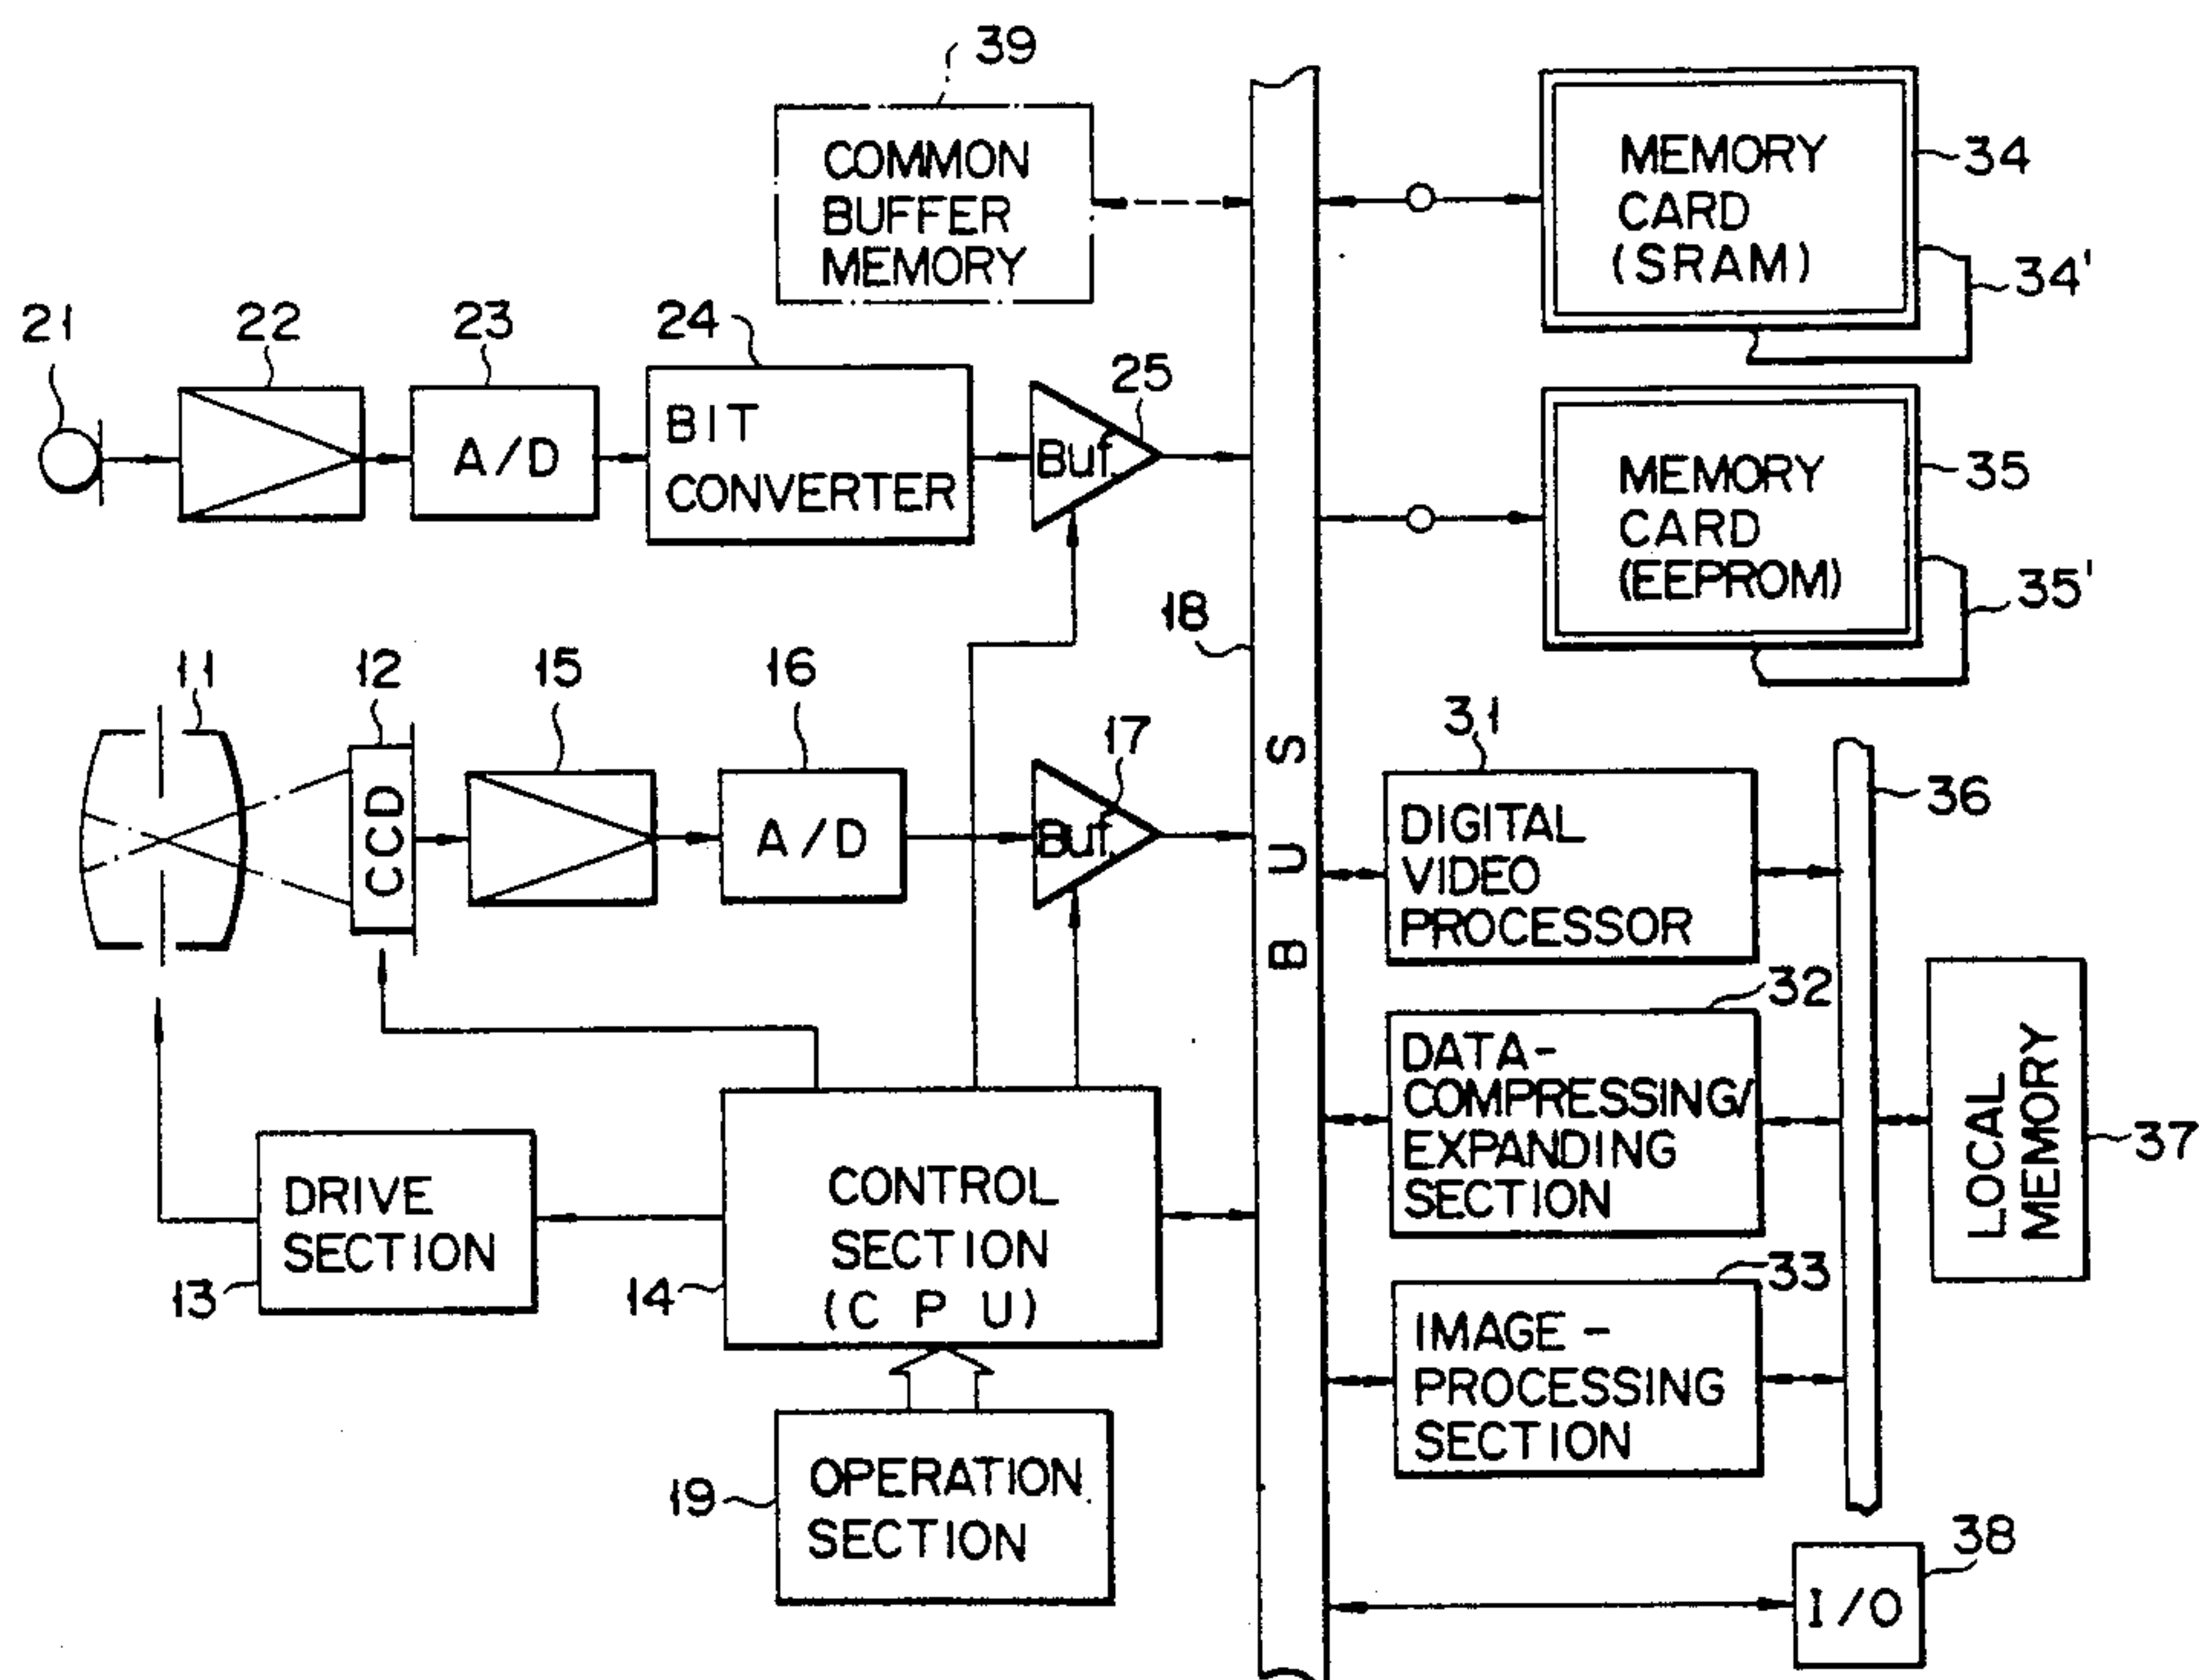 39
COMMON
BUFFER
MEMORY
MEMORY
CARD
(SRAM)
34
34'
21
22
23
24
25
A/D
BIT
CONVERTER
Buf.
MEMORY
CARD
(EEPROM)
35
35'
18
BUS
11
12
15
16
17
CCD
A/D
Buf.
31
DIGITAL
VIDEO
PROCESSOR
36
32
DATA-
COMPRESSING/
EXPANDING
SECTION
LOCAL
MEMORY
37
DRIVE
SECTION
13
CONTROL
SECTION
(CPU)
14
33
IMAGE-
PROCESSING
SECTION
OPERATION
SECTION
19
38
I/O